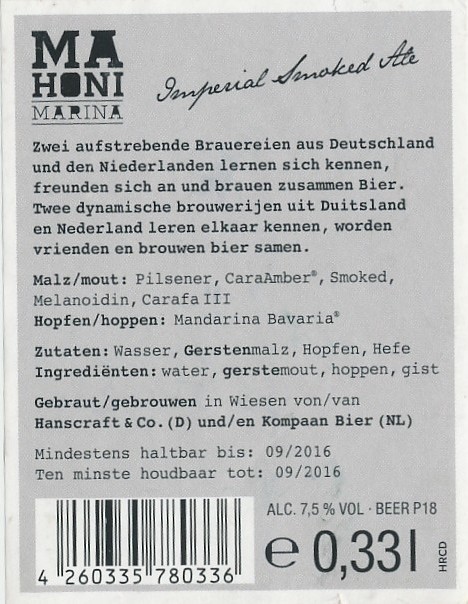 MA
HONI
MARINA
Imperial Smoked Ale
Zwei aufstrebende Brauereien aus Deutschland
und den Niederlanden lernen sich kennen,
freunden sich an und brauen zusammen Bier.
Twee dynamische brouwerijen uit Duitsland
en Nederland leren elkaar kennen, worden
vrienden en brouwen bier samen.
Malz/mout: Pilsener, CaraAmber®, Smoked,
Melanoidin, Carafa III
Hopfen/hoppen: Mandarina Bavaria®
Zutaten: Wasser, Gerstenmalz, Hopfen, Hefe
Ingrediënten: water, gerstemout, hoppen, gist
Gebraut/gebrouwen in Wiesen von/van
Hanscraft & Co. (D) und/en Kompaan Bier (NL)
Mindestens haltbar bis: 09/2016
Ten minste houdbaar tot: 09/2016
ALC. 7,5 % VOL · BEER P18
℮ 0,33 l
HRCD
4 260335 780336